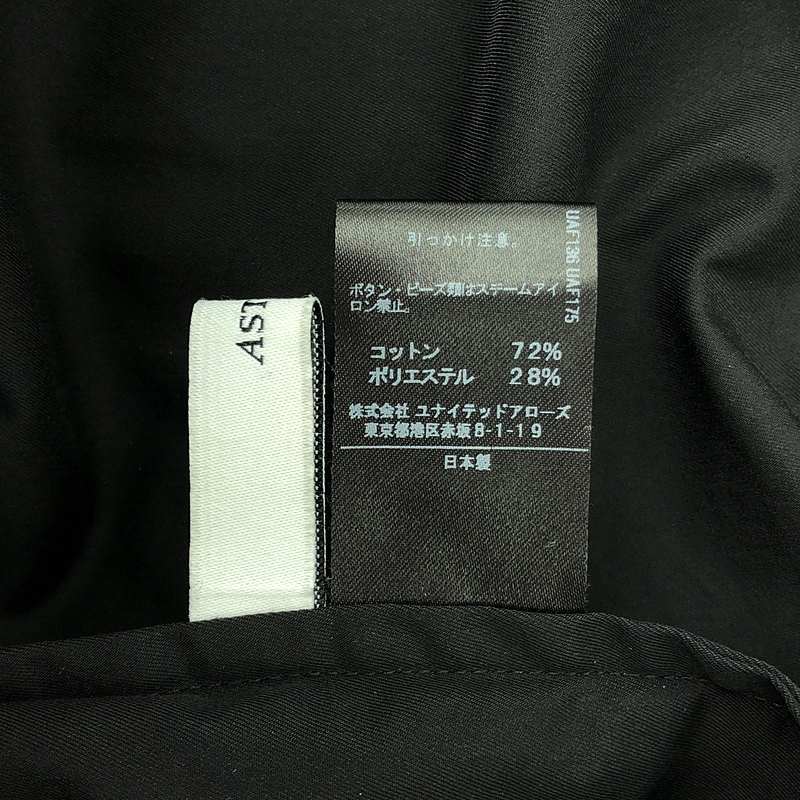 AST
引っかけ注意。
ボタン・ビーズ類はスチームアイ
ロン禁止。
コットン 72%
ポリエステル 28%
株式会社 ユナイテッドアローズ
東京都港区赤坂8-1-19
日本製
UAF136 UAF175